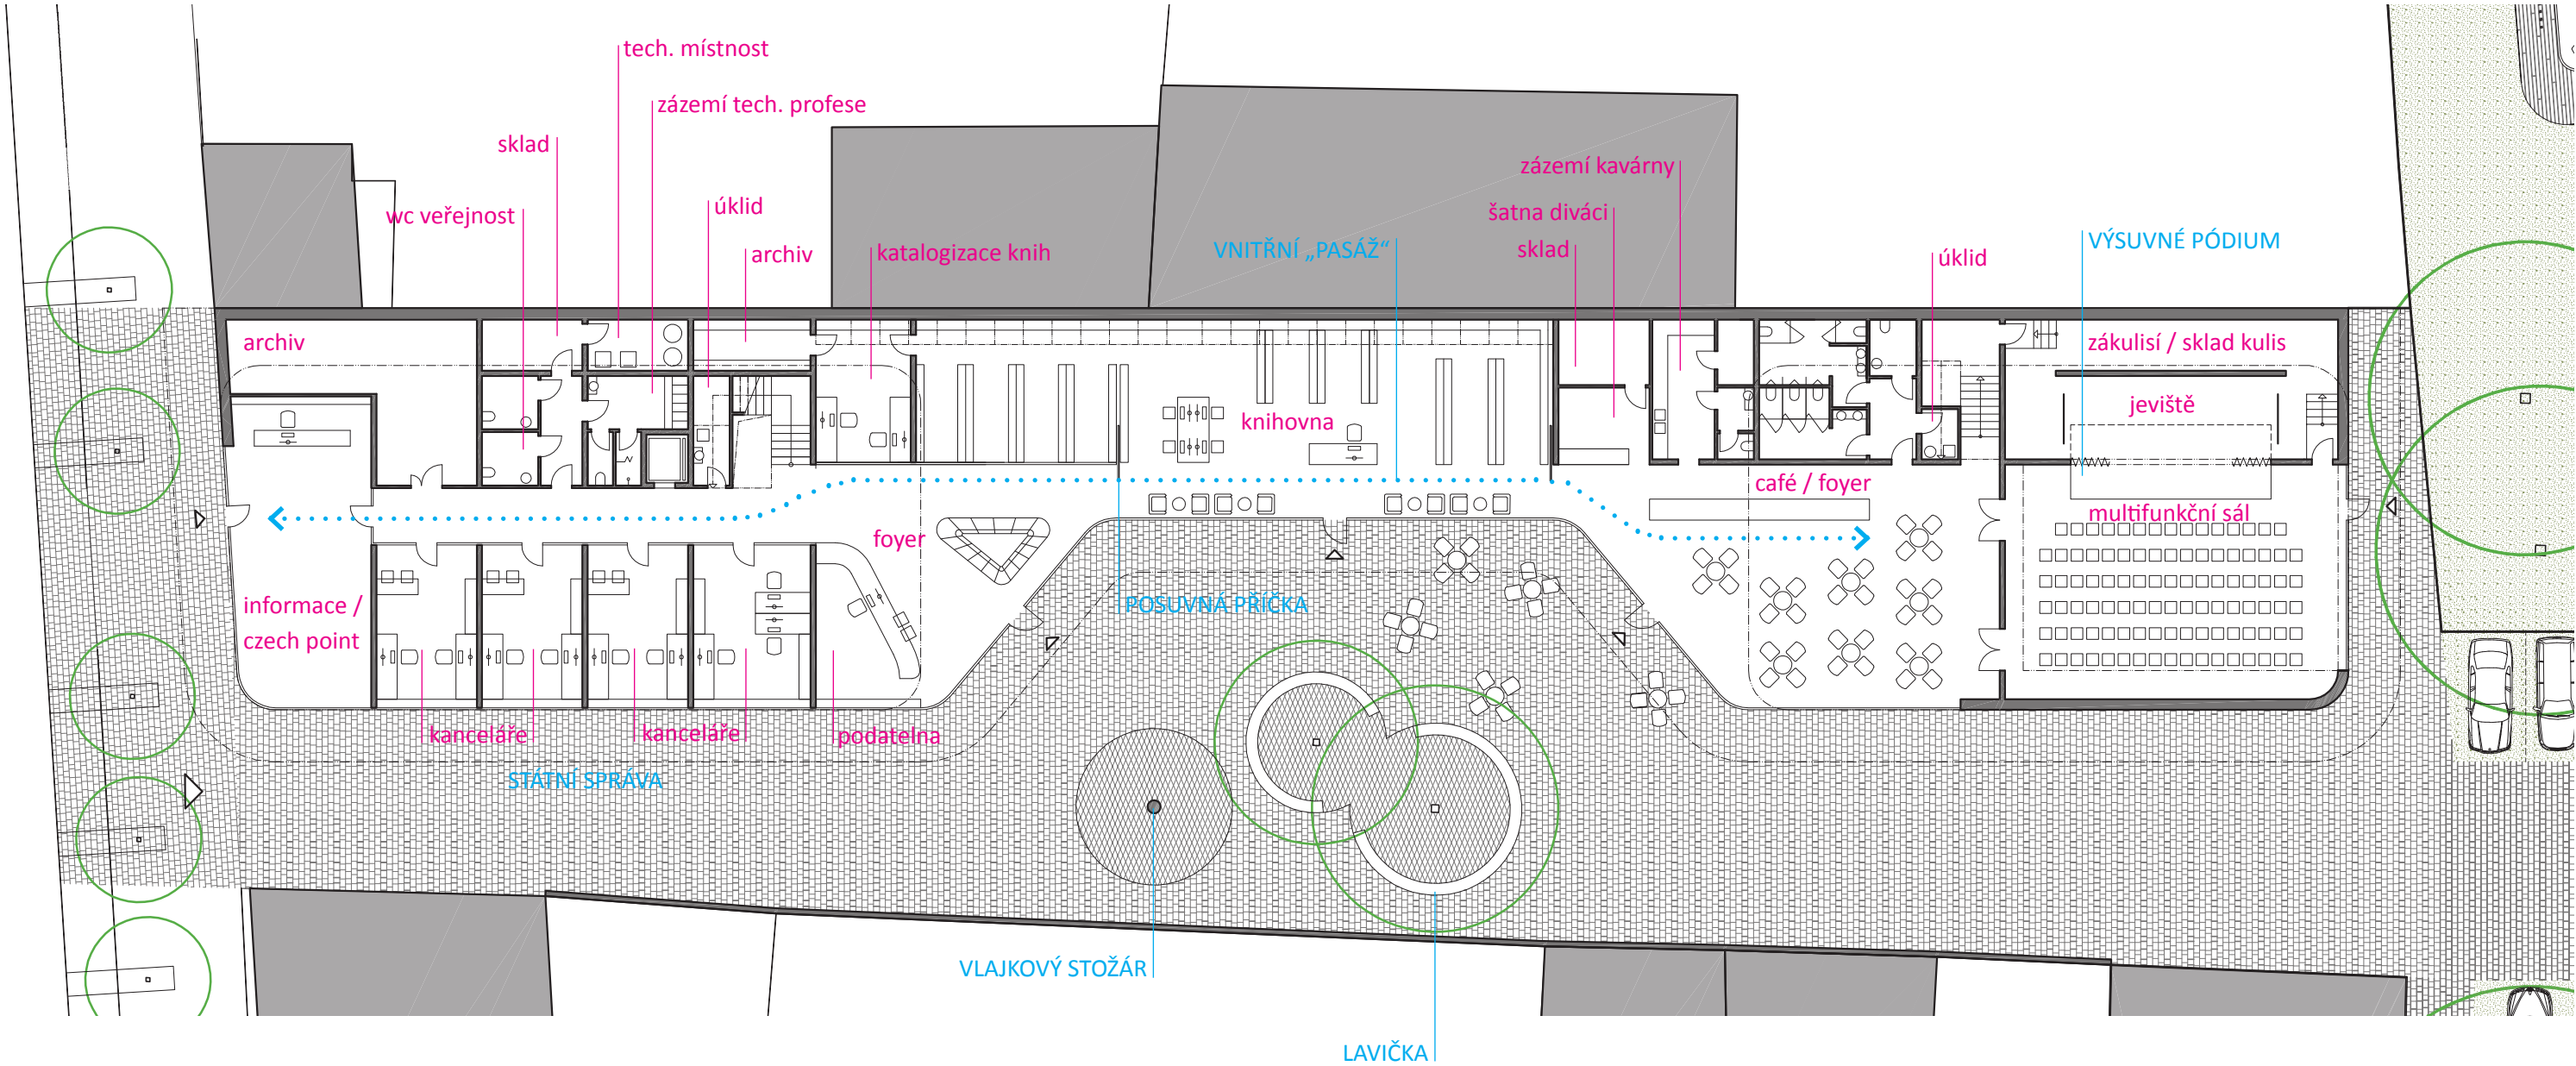 tech. místnost
zázemí tech. profese
sklad
wc veřejnost
úklid
archiv
katalogizace knih
VNITŘNÍ „PASÁŽ“
zázemí kavárny
šatna diváci
sklad
úklid
VÝSUVNÉ PÓDIUM
archiv
zákulisí / sklad kulis
jeviště
knihovna
café / foyer
multifunkční sál
foyer
informace /
czech point
POSUVNÁ PŘÍČKA
kanceláře
kanceláře
podatelna
STÁTNÍ SPRÁVA
VLAJKOVÝ STOŽÁR
LAVIČKA